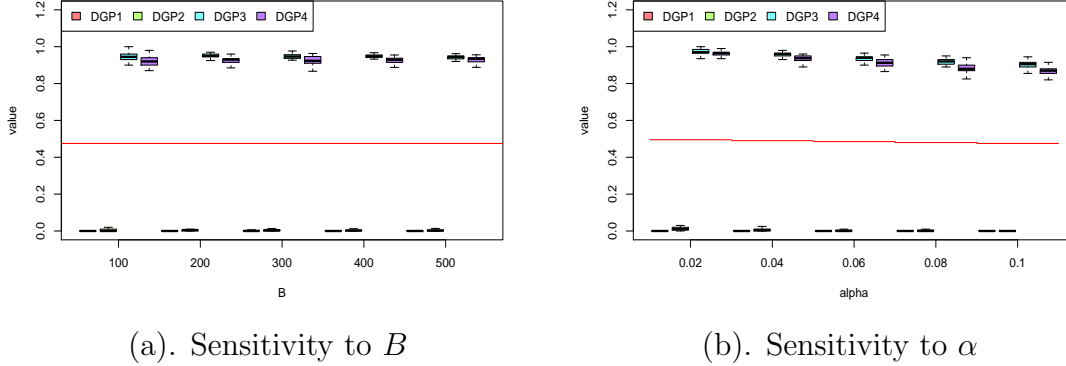 DGP1 DGP2 DGP3 DGP4
value
0.0 0.2 0.4 0.6 0.8 1.0 1.2
100 200 300 400 500
B
(a). Sensitivity to B
DGP1 DGP2 DGP3 DGP4
value
0.0 0.2 0.4 0.6 0.8 1.0 1.2
0.02 0.04 0.06 0.08 0.1
alpha
(b). Sensitivity to α